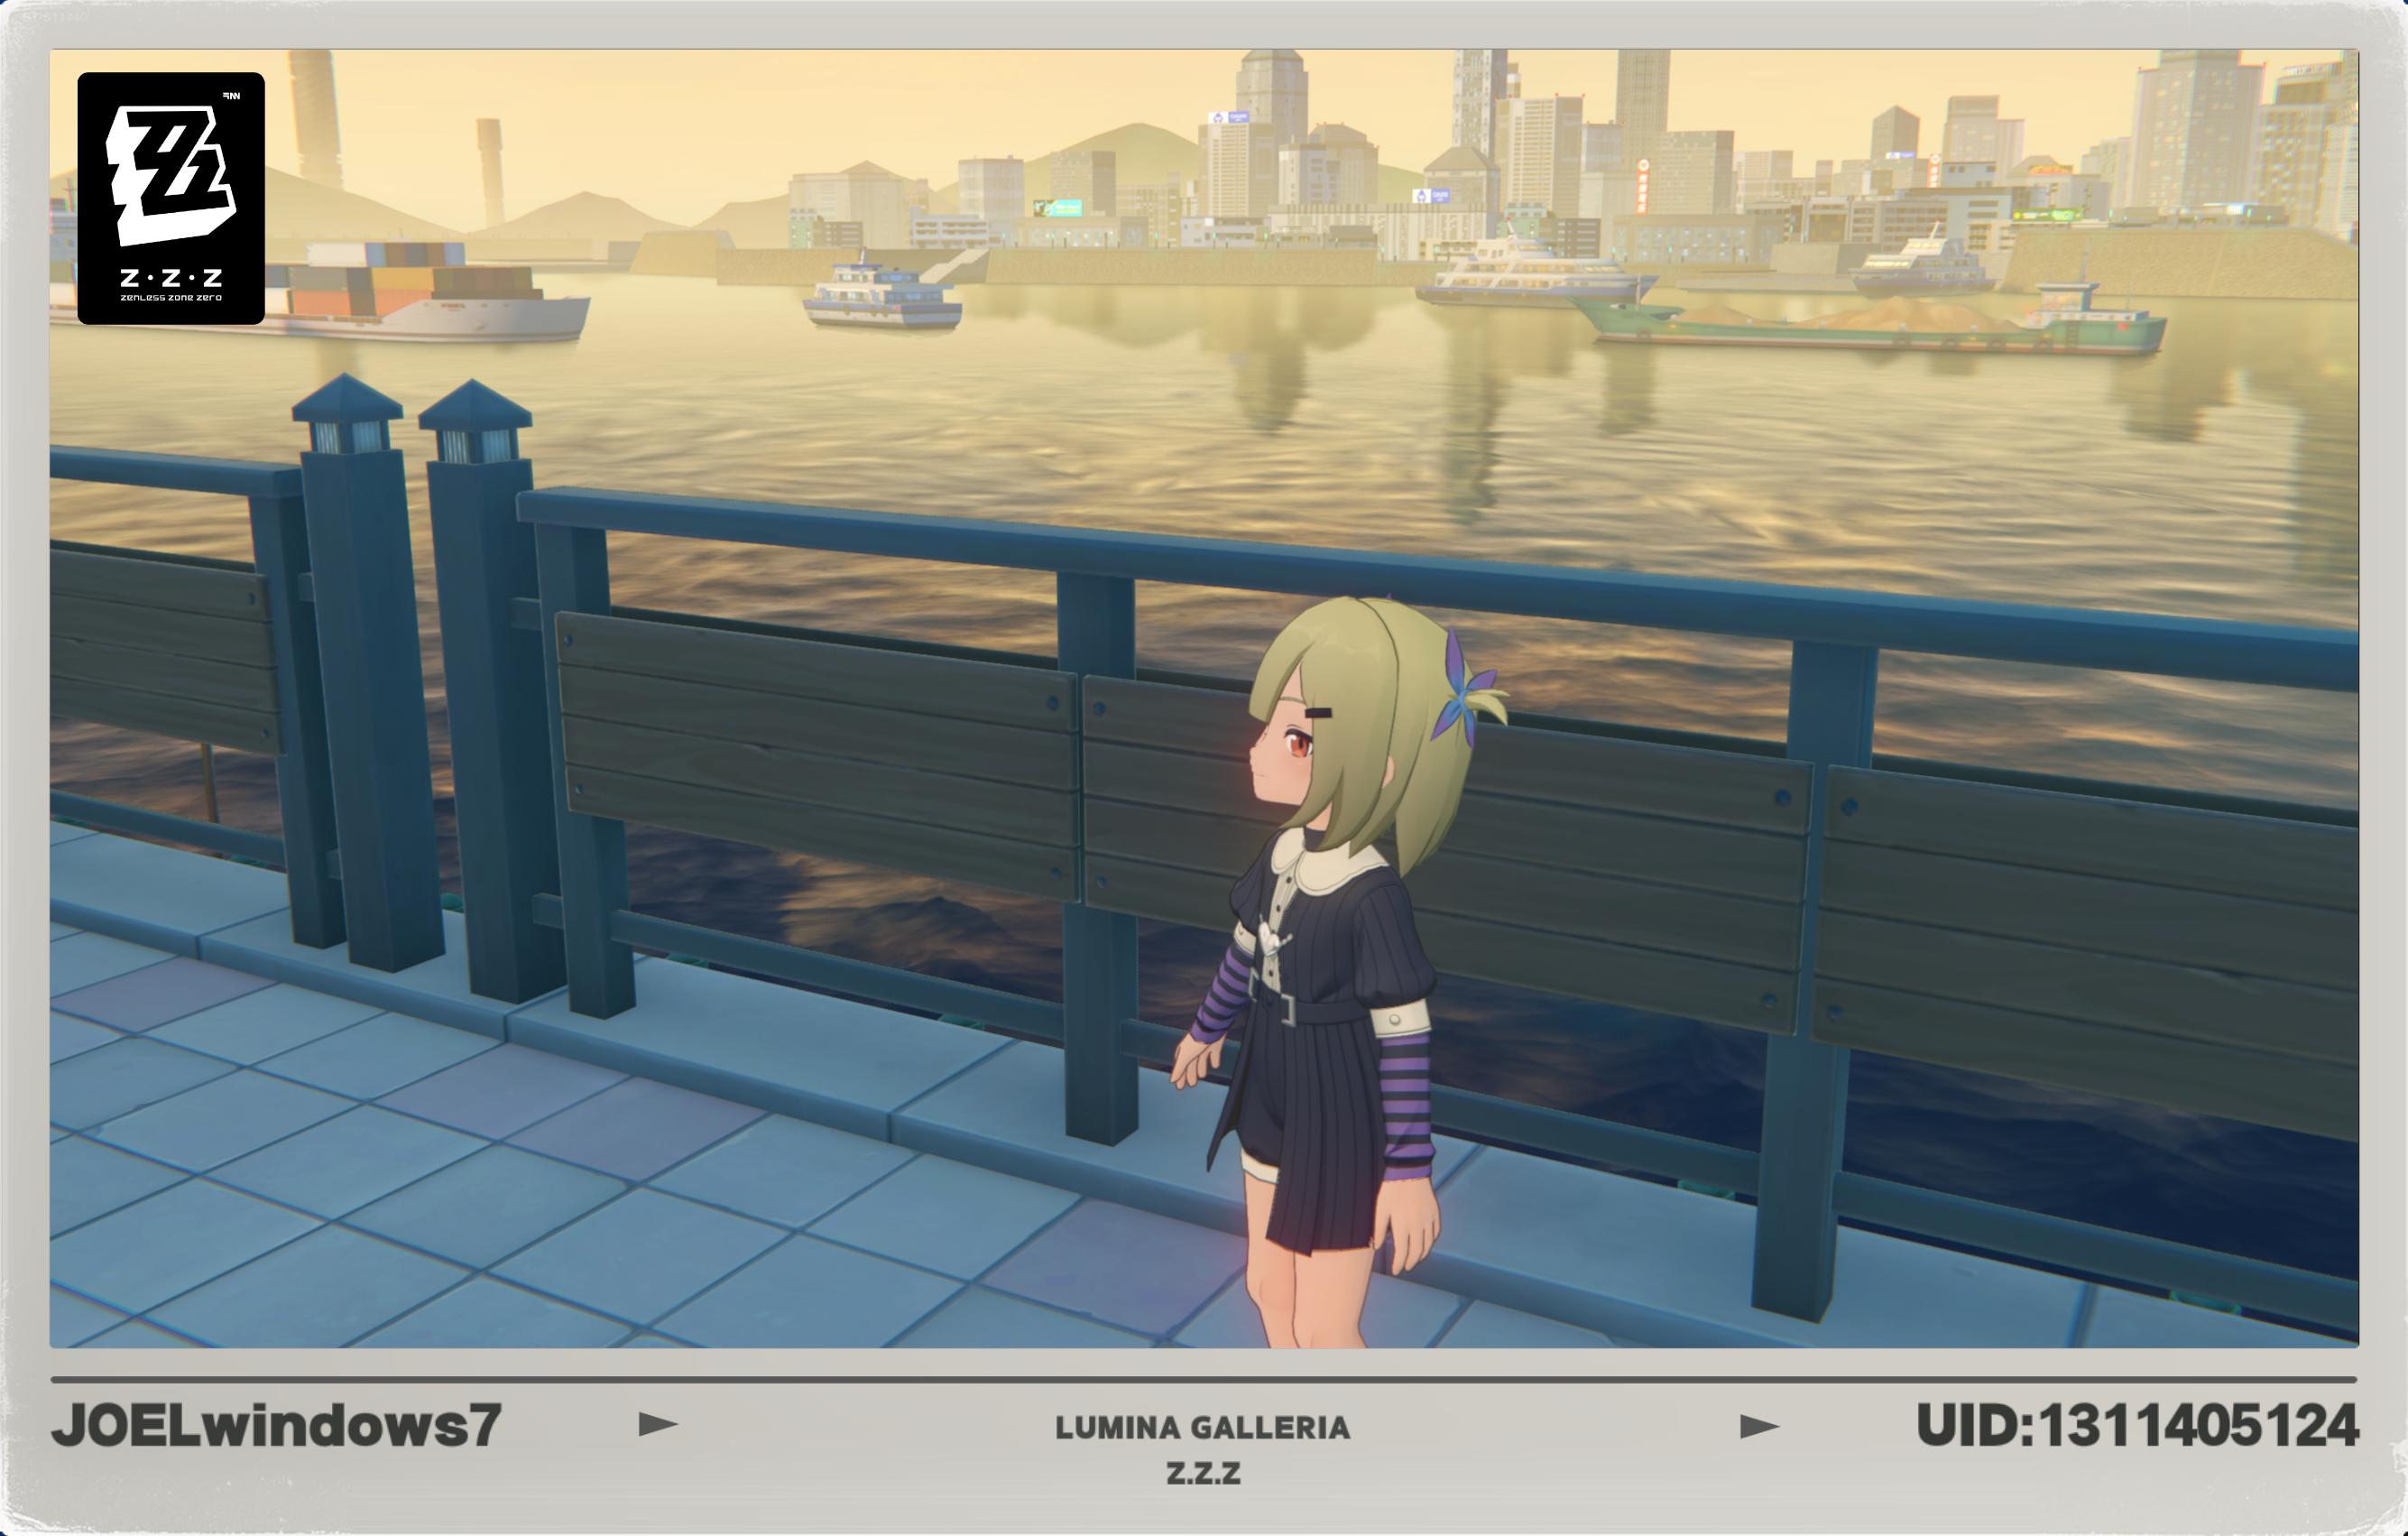 Z·Z·Z
ZENLESS ZONE ZERO
JOELwindows7
LUMINA GALLERIA
Z.Z.Z
UID:1311405124